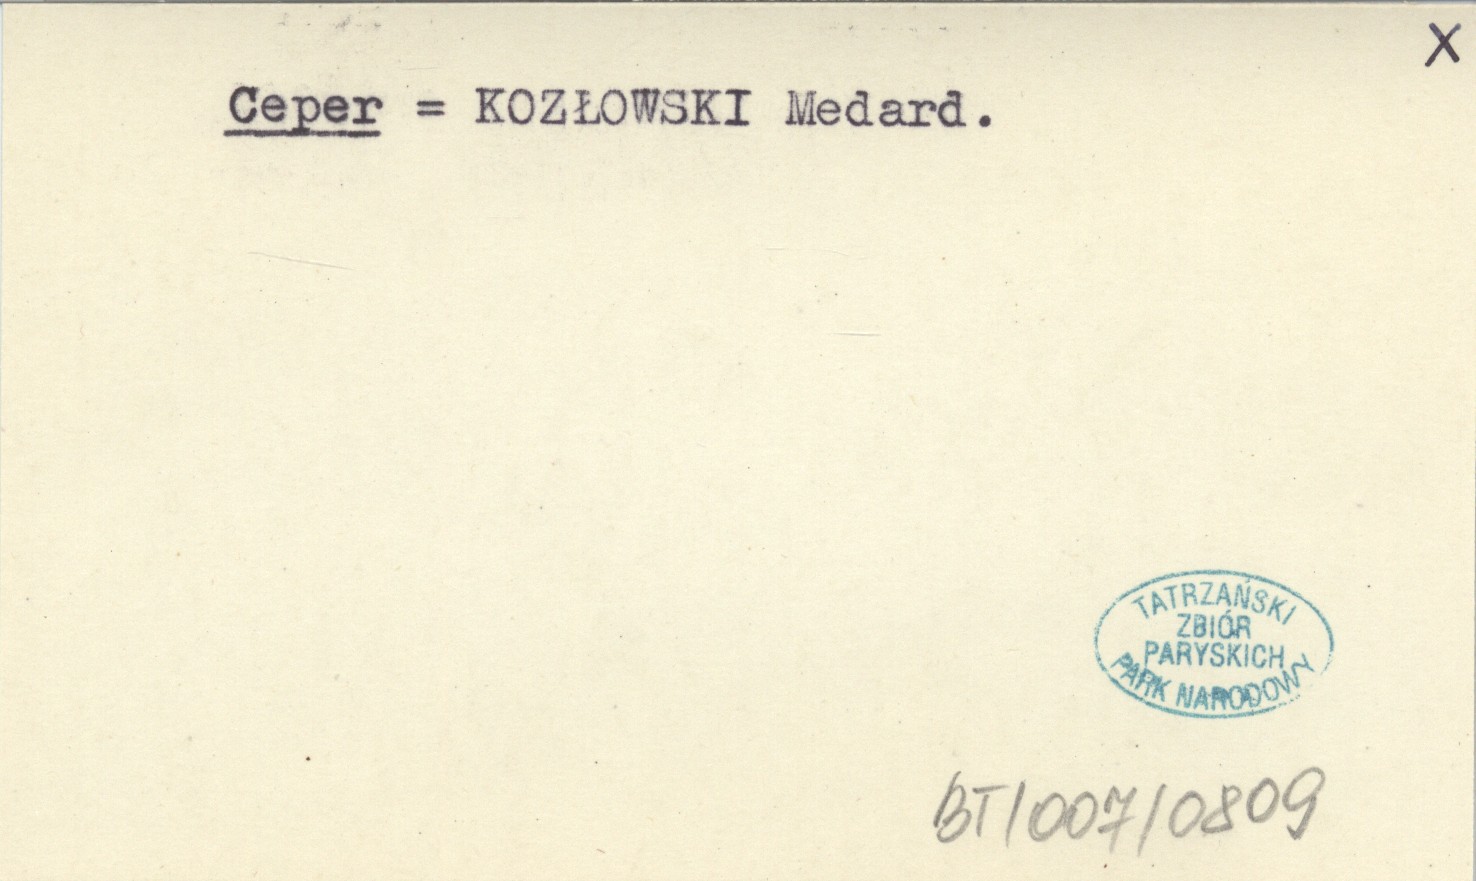 X
Ceper = KOZŁOWSKI Medard.
TATRZAŃSKI
ZBIÓR
PARYSKICH
PARK NARODOWY
BT/007/0809